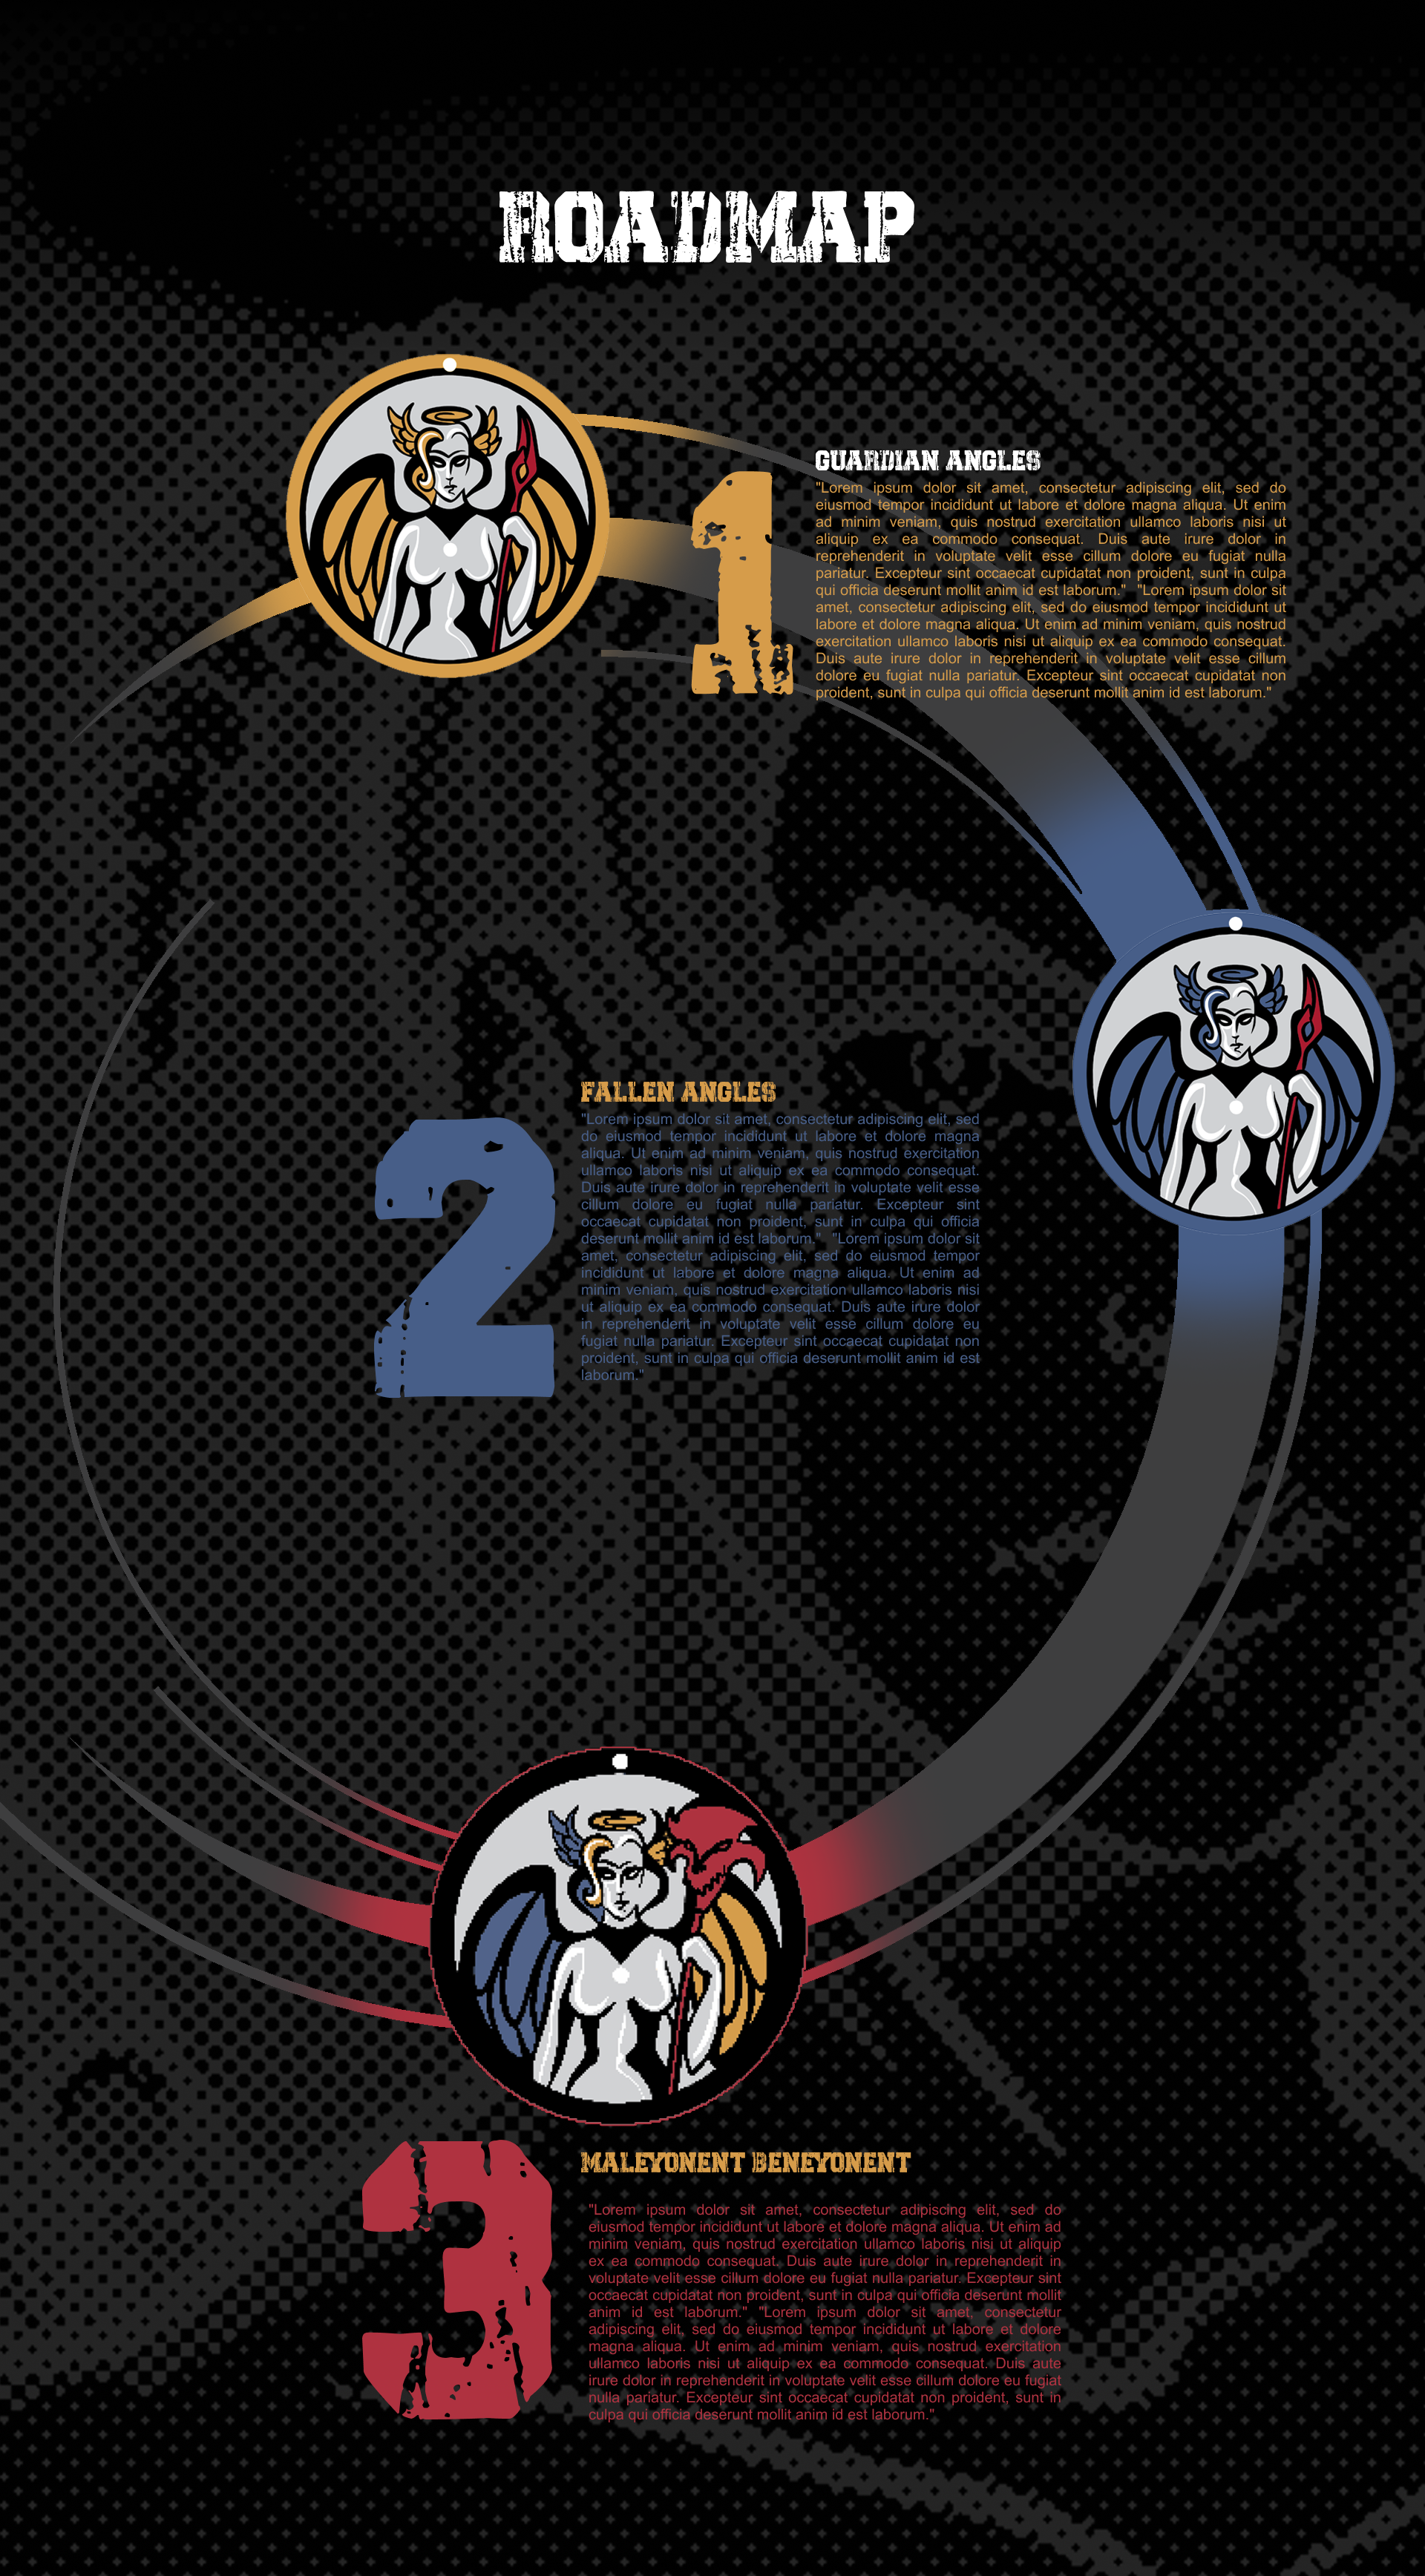 ROADMAP
1
GUARDIAN ANGLES
"Lorem ipsum dolor sit amet, consectetur adipiscing elit, sed do
eiusmod tempor incididunt ut labore et dolore magna aliqua. Ut enim
ad minim veniam, quis nostrud exercitation ullamco laboris nisi ut
aliquip ex ea commodo consequat. Duis aute irure dolor in
reprehenderit in voluptate velit esse cillum dolore eu fugiat nulla
pariatur. Excepteur sint occaecat cupidatat non proident, sunt in culpa
qui officia deserunt mollit anim id est laborum." "Lorem ipsum dolor sit
amet, consectetur adipiscing elit, sed do eiusmod tempor incididunt ut
labore et dolore magna aliqua. Ut enim ad minim veniam, quis nostrud
exercitation ullamco laboris nisi ut aliquip ex ea commodo consequat.
Duis aute irure dolor in reprehenderit in voluptate velit esse cillum
dolore eu fugiat nulla pariatur. Excepteur sint occaecat cupidatat non
proident, sunt in culpa qui officia deserunt mollit anim id est laborum."
2
FALLEN ANGLES
"Lorem ipsum dolor sit amet, consectetur adipiscing elit, sed
do eiusmod tempor incididunt ut labore et dolore magna
aliqua. Ut enim ad minim veniam, quis nostrud exercitation
ullamco laboris nisi ut aliquip ex ea commodo consequat.
Duis aute irure dolor in reprehenderit in voluptate velit esse
cillum dolore eu fugiat nulla pariatur. Excepteur sint
occaecat cupidatat non proident, sunt in culpa qui officia
deserunt mollit anim id est laborum." "Lorem ipsum dolor sit
amet, consectetur adipiscing elit, sed do eiusmod tempor
incididunt ut labore et dolore magna aliqua. Ut enim ad
minim veniam, quis nostrud exercitation ullamco laboris nisi
ut aliquip ex ea commodo consequat. Duis aute irure dolor
in reprehenderit in voluptate velit esse cillum dolore eu
fugiat nulla pariatur. Excepteur sint occaecat cupidatat non
proident, sunt in culpa qui officia deserunt mollit anim id est
laborum."
3
MALEVONENT BENEVONENT
"Lorem ipsum dolor sit amet, consectetur adipiscing elit, sed do
eiusmod tempor incididunt ut labore et dolore magna aliqua. Ut enim ad
minim veniam, quis nostrud exercitation ullamco laboris nisi ut aliquip
ex ea commodo consequat. Duis aute irure dolor in reprehenderit in
voluptate velit esse cillum dolore eu fugiat nulla pariatur. Excepteur sint
occaecat cupidatat non proident, sunt in culpa qui officia deserunt mollit
anim id est laborum." "Lorem ipsum dolor sit amet, consectetur
adipiscing elit, sed do eiusmod tempor incididunt ut labore et dolore
magna aliqua. Ut enim ad minim veniam, quis nostrud exercitation
ullamco laboris nisi ut aliquip ex ea commodo consequat. Duis aute
irure dolor in reprehenderit in voluptate velit esse cillum dolore eu fugiat
nulla pariatur. Excepteur sint occaecat cupidatat non proident, sunt in
culpa qui officia deserunt mollit anim id est laborum."